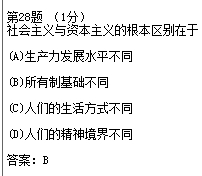 第28题 （1分）
社会主义与资本主义的根本区别在于
(A)生产力发展水平不同
(B)所有制基础不同
(C)人们的生活方式不同
(D)人们的精神境界不同
答案：B